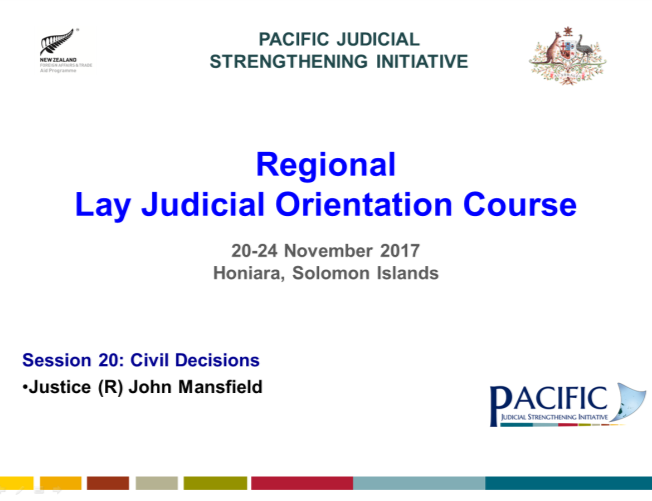 NEW ZEALAND
FOREIGN AFFAIRS & TRADE
Aid Programme
PACIFIC JUDICIAL
STRENGTHENING INITIATIVE
Regional
Lay Judicial Orientation Course
20-24 November 2017
Honiara, Solomon Islands
Session 20: Civil Decisions
•Justice (R) John Mansfield
PACIFIC
JUDICIAL STRENGTHENING INITIATIVE